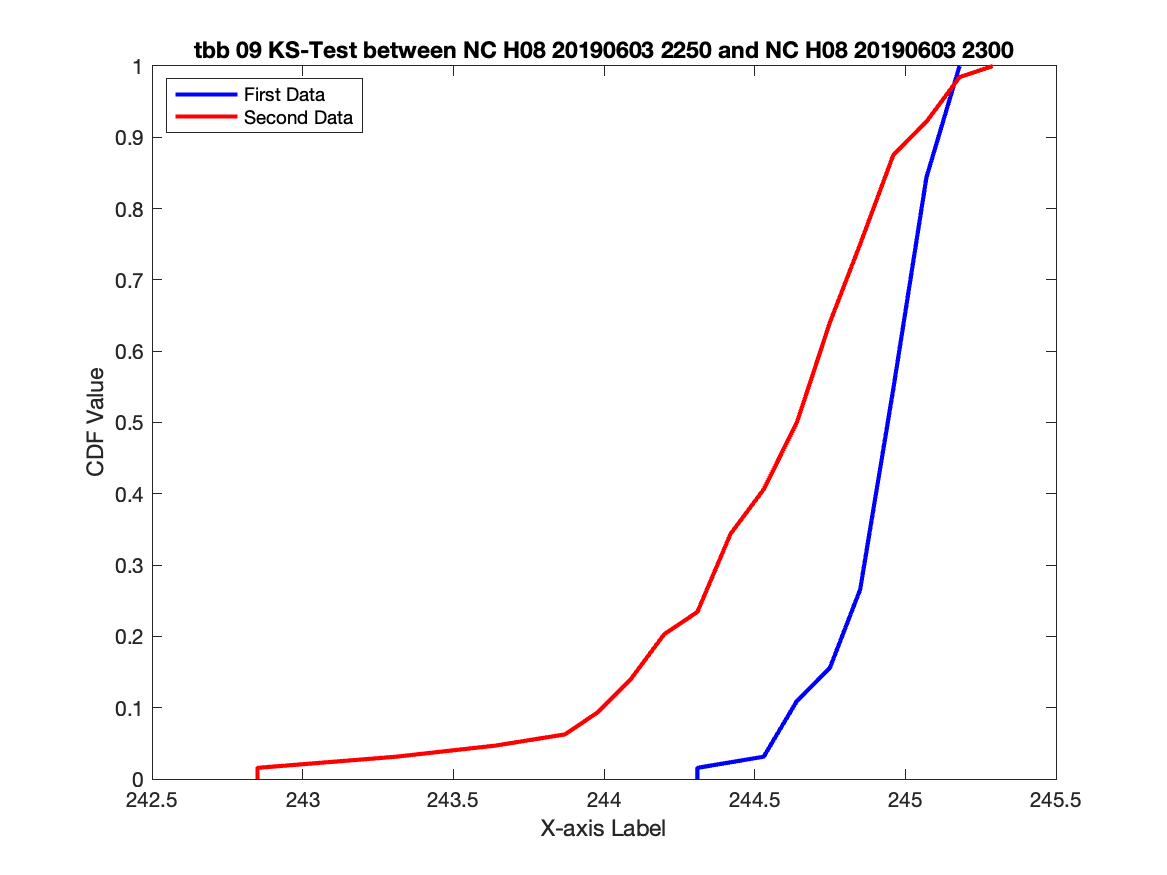 tbb 09 KS-Test between NC H08 20190603 2250 and NC H08 20190603 2300
First Data
Second Data
1
0.9
0.8
0.7
0.6
0.5
0.4
0.3
0.2
0.1
0
CDF Value
242.5 243 243.5 244 244.5 245 245.5
X-axis Label